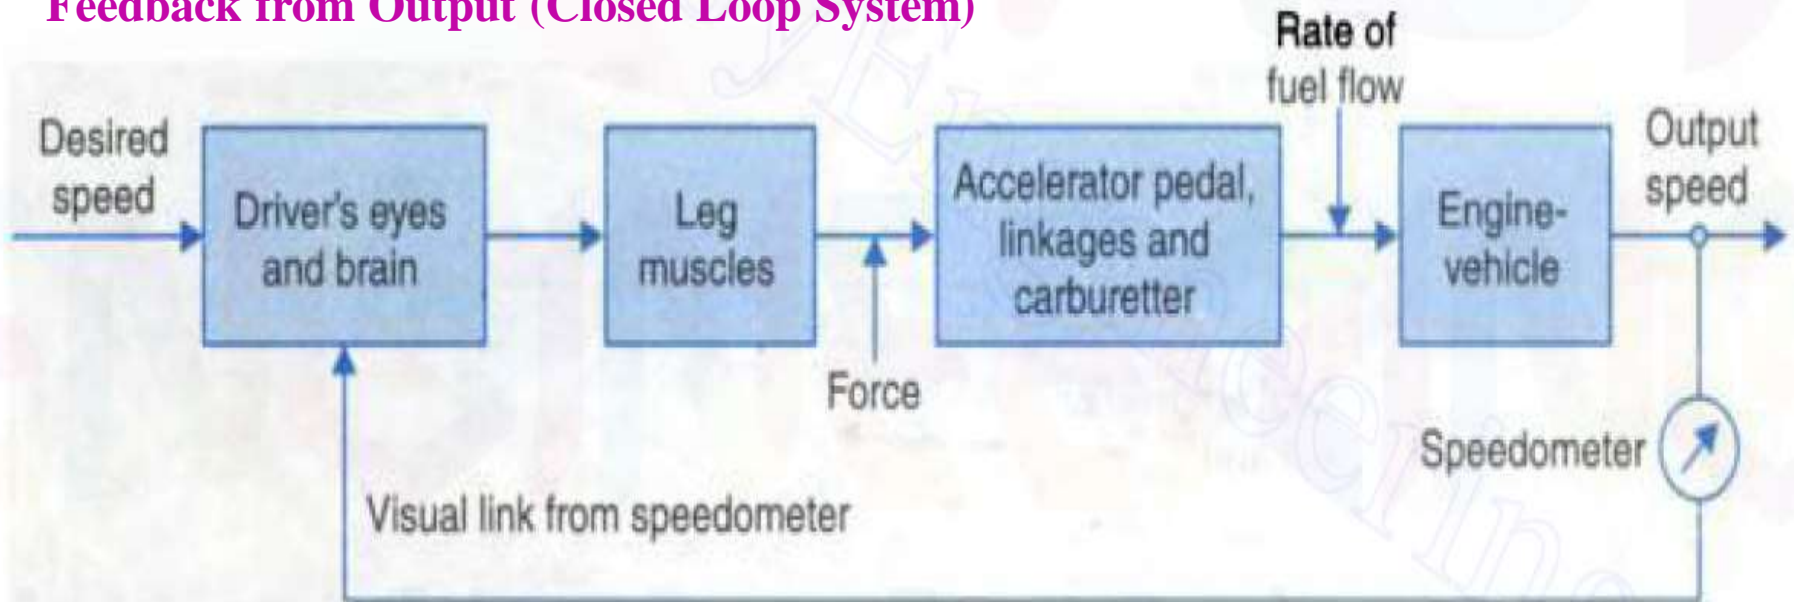 Feedback from Output (Closed Loop System)
Rate of
fuel flow
Desired
speed
Driver's eyes
and brain
Leg
muscles
Accelerator pedal,
linkages and
carburetter
Engine-
vehicle
Output
speed
Force
Speedometer
Visual link from speedometer